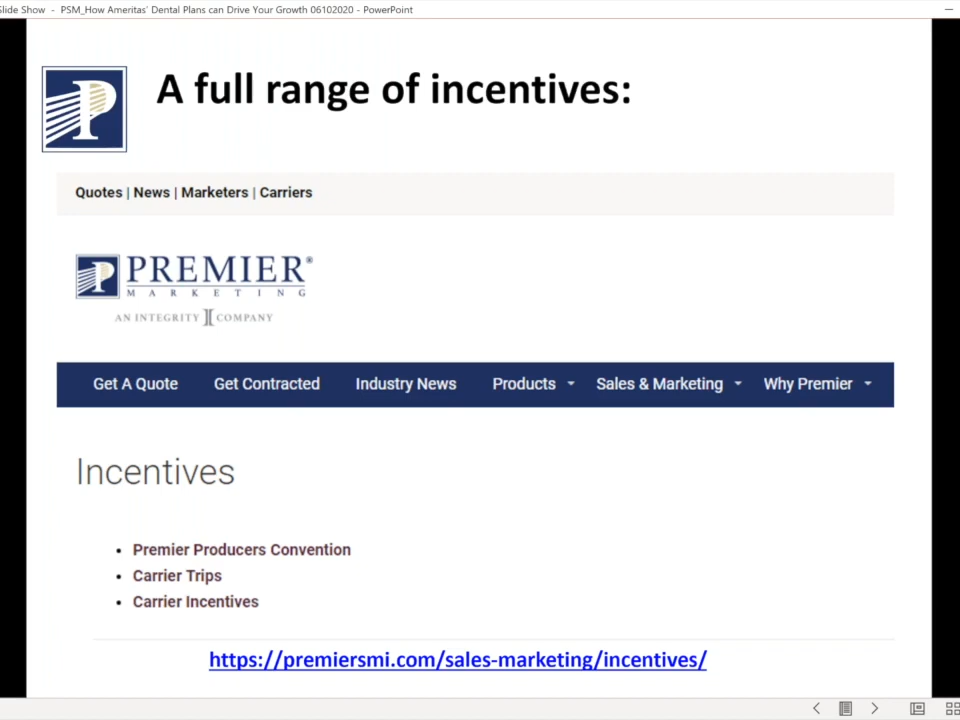 Slide Show - PSM_How Ameritas' Dental Plans can Drive Your Growth 06102020 - PowerPoint
A full range of incentives:
Quotes | News | Marketers | Carriers
PREMIER®
MARKETING
AN INTEGRITY COMPANY
Get A Quote Get Contracted Industry News Products Sales & Marketing Why Premier
Incentives
• Premier Producers Convention
• Carrier Trips
• Carrier Incentives
https://premiersmi.com/sales-marketing/incentives/